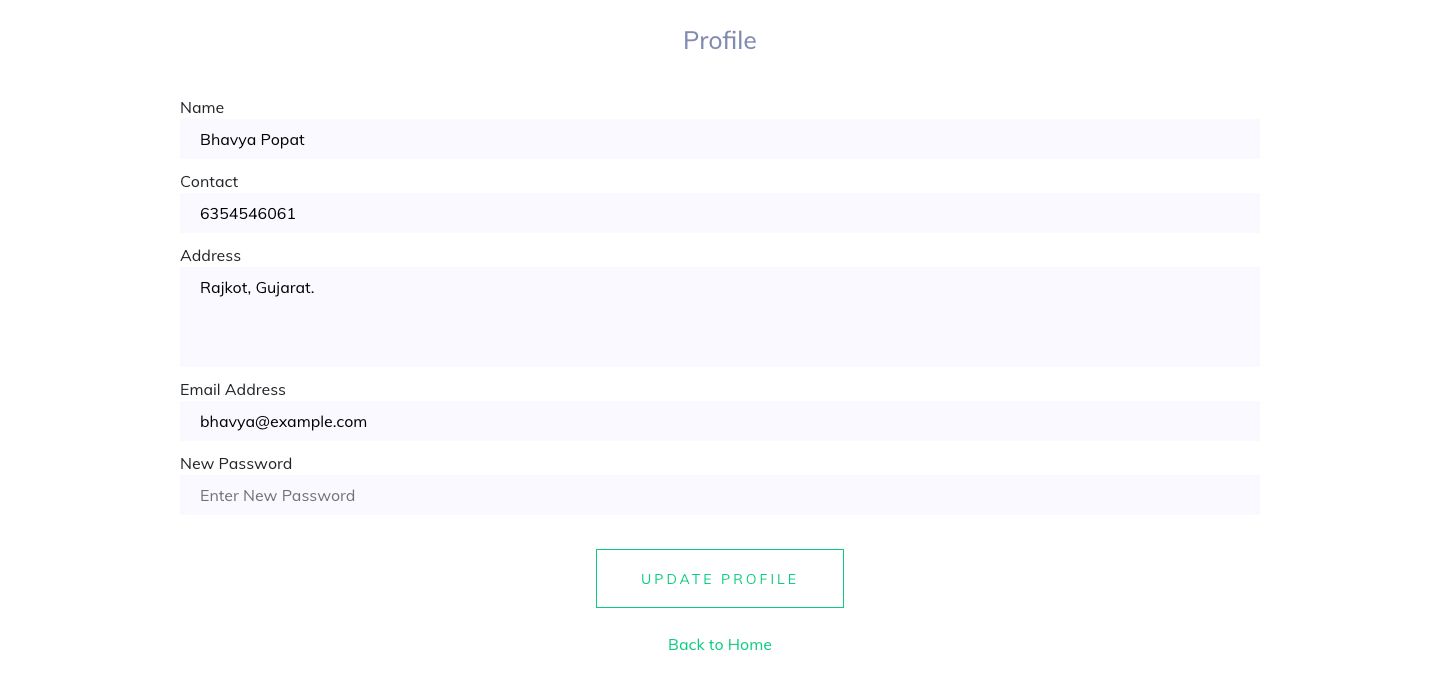 Profile
Name
Bhavya Popat
Contact
6354546061
Address
Rajkot, Gujarat.
Email Address
bhavya@example.com
New Password
Enter New Password
UPDATE PROFILE
Back to Home